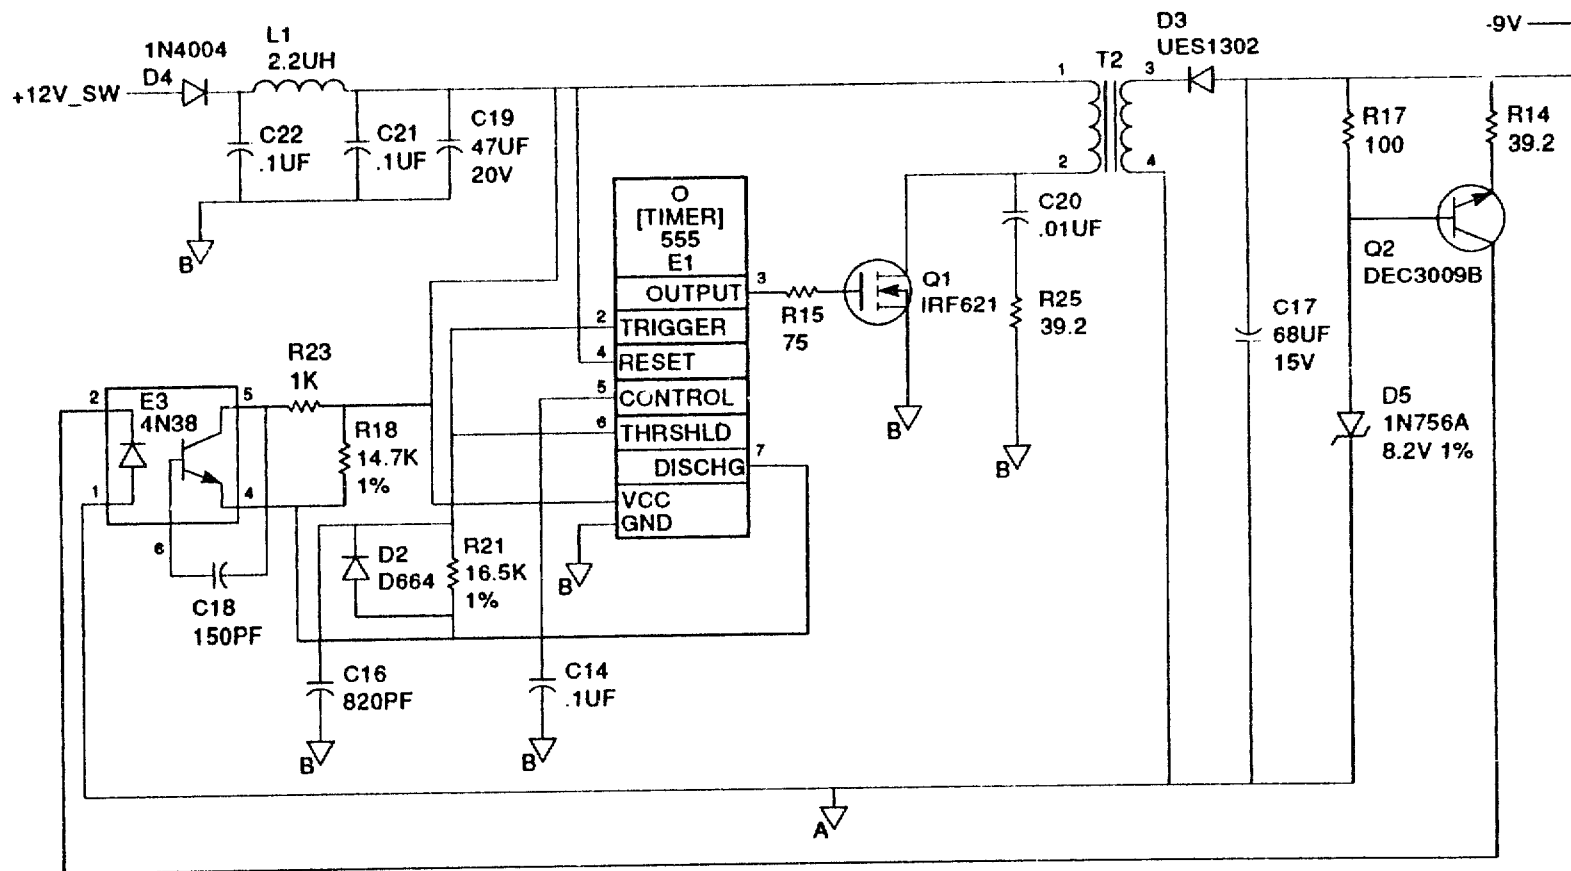 D3
UES1302
-9V
1N4004
D4
L1
2.2UH
+12V_SW
1
T2
3
C22
.1UF
C21
.1UF
C19
47UF
20V
R17
100
R14
39.2
2
4
B
O
[TIMER]
555
E1
C20
.01UF
OUTPUT
3
R15
75
Q1
IRF621
R25
39.2
Q2
DEC3009B
C17
68UF
15V
2
TRIGGER
4
RESET
5
CONTROL
6
THRSHLD
DISCHG
7
VCC
GND
B
B
B
R23
1K
2
E3
4N38
5
1
4
6
R18
14.7K
1%
D5
1N756A
8.2V 1%
C18
150PF
D2
D664
R21
16.5K
1%
C16
820PF
C14
.1UF
B
B
A